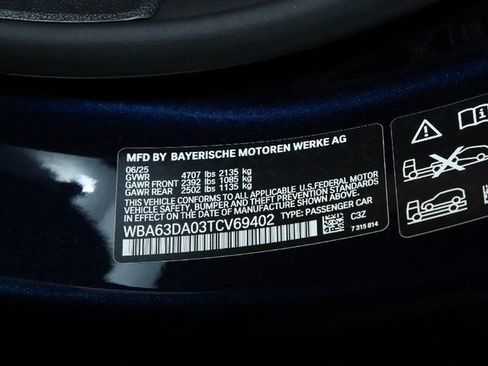 MFD BY BAYERISCHE MOTOREN WERKE AG
06/25
GVWR 4707 lbs 2135 kg
GAWR FRONT 2392 lbs 1085 kg
GAWR REAR 2502 lbs 1135 kg
THIS VEHICLE CONFORMS TO ALL APPLICABLE U.S. FEDERAL MOTOR
VEHICLE SAFETY, BUMPER AND THEFT PREVENTION STANDARDS
IN EFFECT ON THE DATE OF MANUFACTURE SHOWN ABOVE.
WBA63DA03TCV69402 TYPE: PASSENGER CAR
C3Z
7 315 814